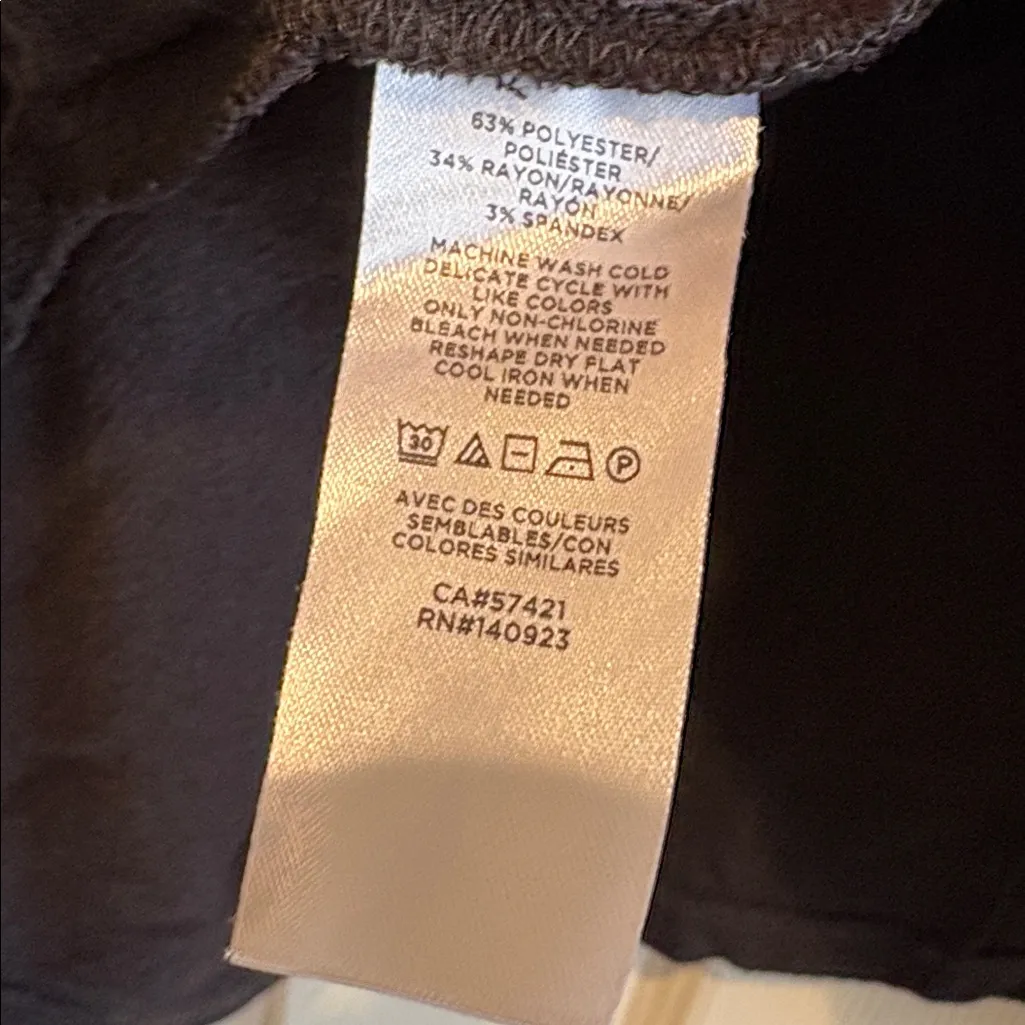 63% POLYESTER/
POLIÉSTER
34% RAYON/RAYONNE/
RAYÓN
3% SPANDEX
MACHINE WASH COLD
DELICATE CYCLE WITH
LIKE COLORS
ONLY NON-CHLORINE
BLEACH WHEN NEEDED
RESHAPE DRY FLAT
COOL IRON WHEN
NEEDED
30 P
AVEC DES COULEURS
SEMBLABLES/CON
COLORES SIMILARES
CA#57421
RN#140923